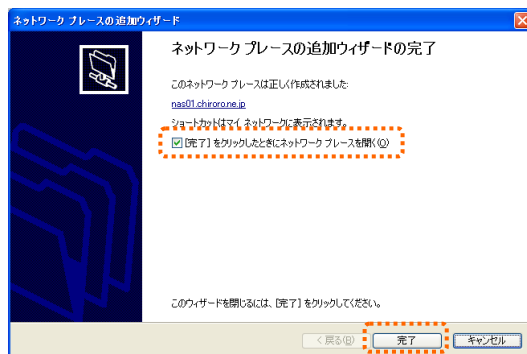 ネットワーク プレースの追加ウィザード
ネットワーク プレースの追加ウィザードの完了
このネットワーク プレースは正しく作成されました:
nas01.chirorone.jp
ショートカットはマイ ネットワークに表示されます。
[完了] をクリックしたときにネットワーク プレースを開く(O)
このウィザードを閉じるには、[完了] をクリックしてください。
< 戻る(B)
完了
キャンセル